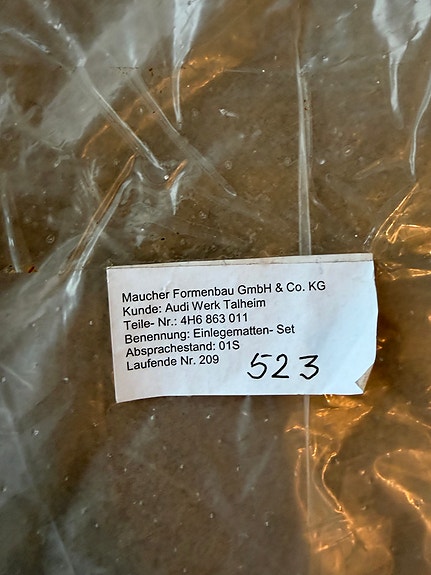 Maucher Formenbau GmbH & Co. KG
Kunde: Audi Werk Talheim
Teile- Nr.: 4H6 863 011
Benennung: Einlegematten- Set
Absprachestand: 01S
Laufende Nr. 209
523